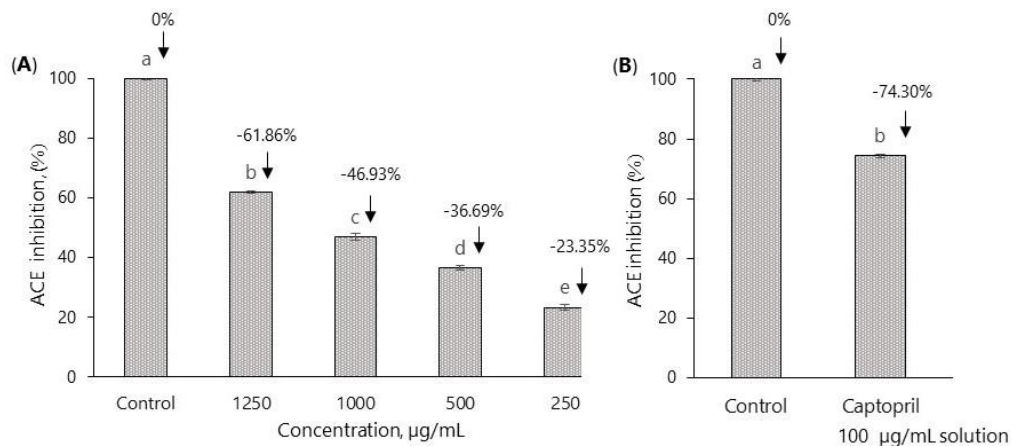 (A)
0%
a
-61.86%
b
-46.93%
c
-36.69%
d
-23.35%
e
ACE inhibition, (%)
100
80
60
40
20
0
Control 1250 1000 500 250
Concentration, µg/mL
(B)
0%
a
-74.30%
b
ACE inhibition (%)
100
80
60
40
20
0
Control Captopril
100 µg/mL solution